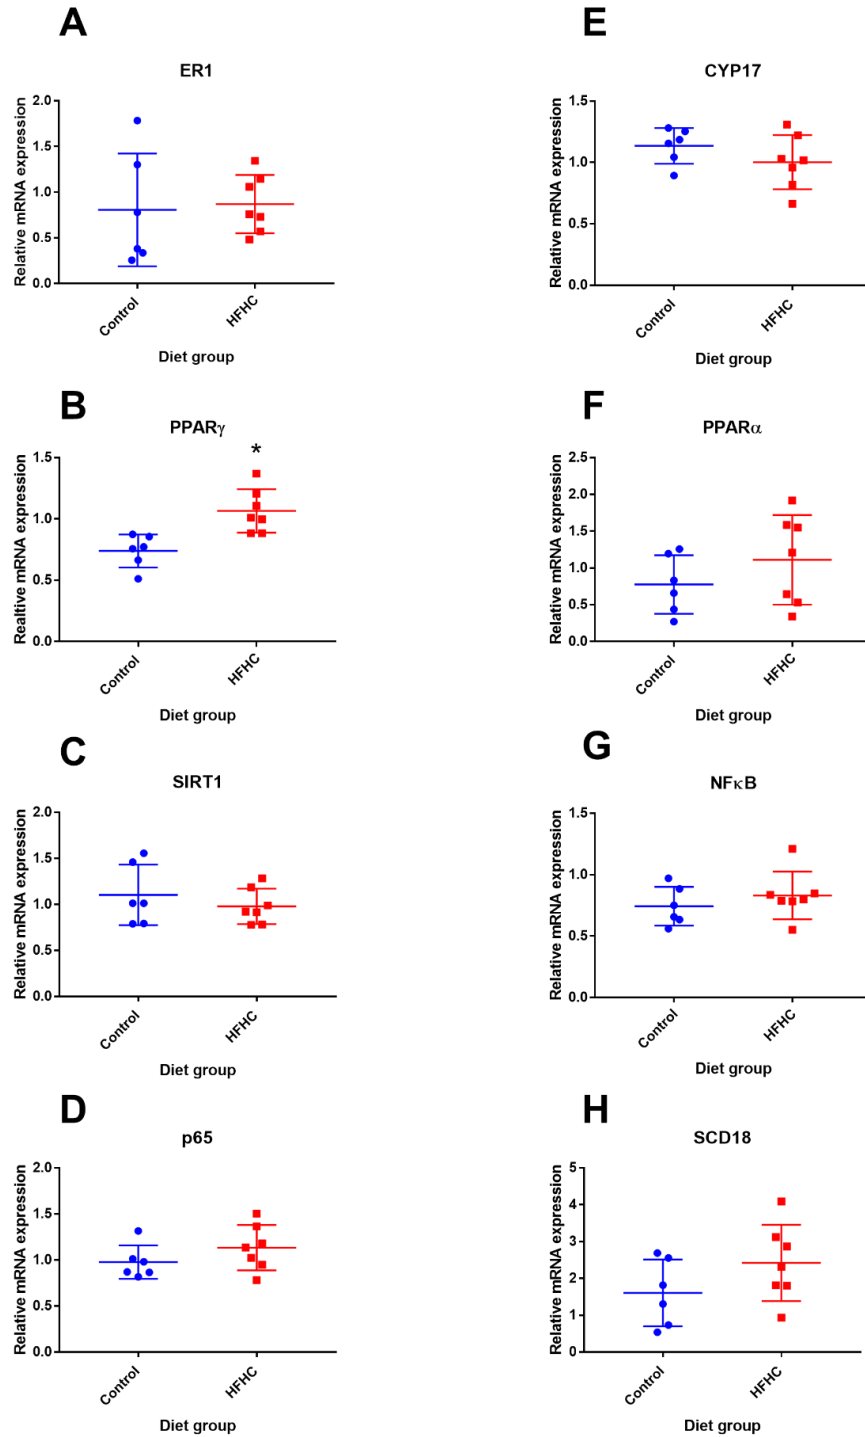 A
ER1
Relative mRNA expression
2.0
1.5
1.0
0.5
0.0
Control
HFHC
Diet group
E
CYP17
Relative mRNA expression
1.5
1.0
0.5
0.0
Control
HFHC
Diet group
B
PPARγ
*
Realtive mRNA expression
1.5
1.0
0.5
0.0
Control
HFHC
Diet group
F
PPARα
Relative mRNA expression
2.5
2.0
1.5
1.0
0.5
0.0
Control
HFHC
Diet group
C
SIRT1
Relative mRNA expression
2.0
1.5
1.0
0.5
0.0
Control
HFHC
Diet group
G
NFκB
Relative mRNA expression
1.5
1.0
0.5
0.0
Control
HFHC
Diet group
D
p65
Relative mRNA expression
2.0
1.5
1.0
0.5
0.0
Control
HFHC
Diet group
H
SCD18
Relative mRNA expression
5
4
3
2
1
0
Control
HFHC
Diet group